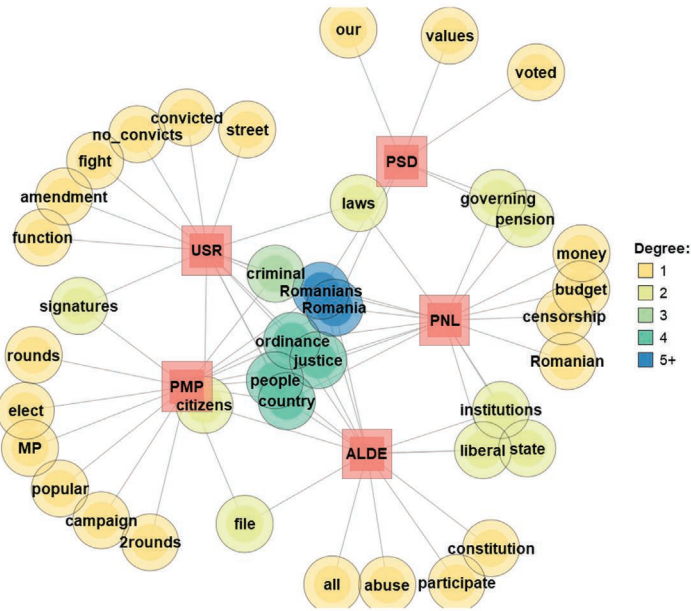 our
values
voted
convicted
no_convicts
street
fight
PSD
amendment
laws
governing
pension
function
USR
money
criminal
Degree:
1
2
3
4
5+
Romanians
budget
Romania
signatures
PNL
censorship
ordinance
rounds
justice
Romanian
people
PMP
country
citizens
elect
institutions
MP
liberal
state
ALDE
popular
campaign
file
2rounds
constitution
all
abuse
participate